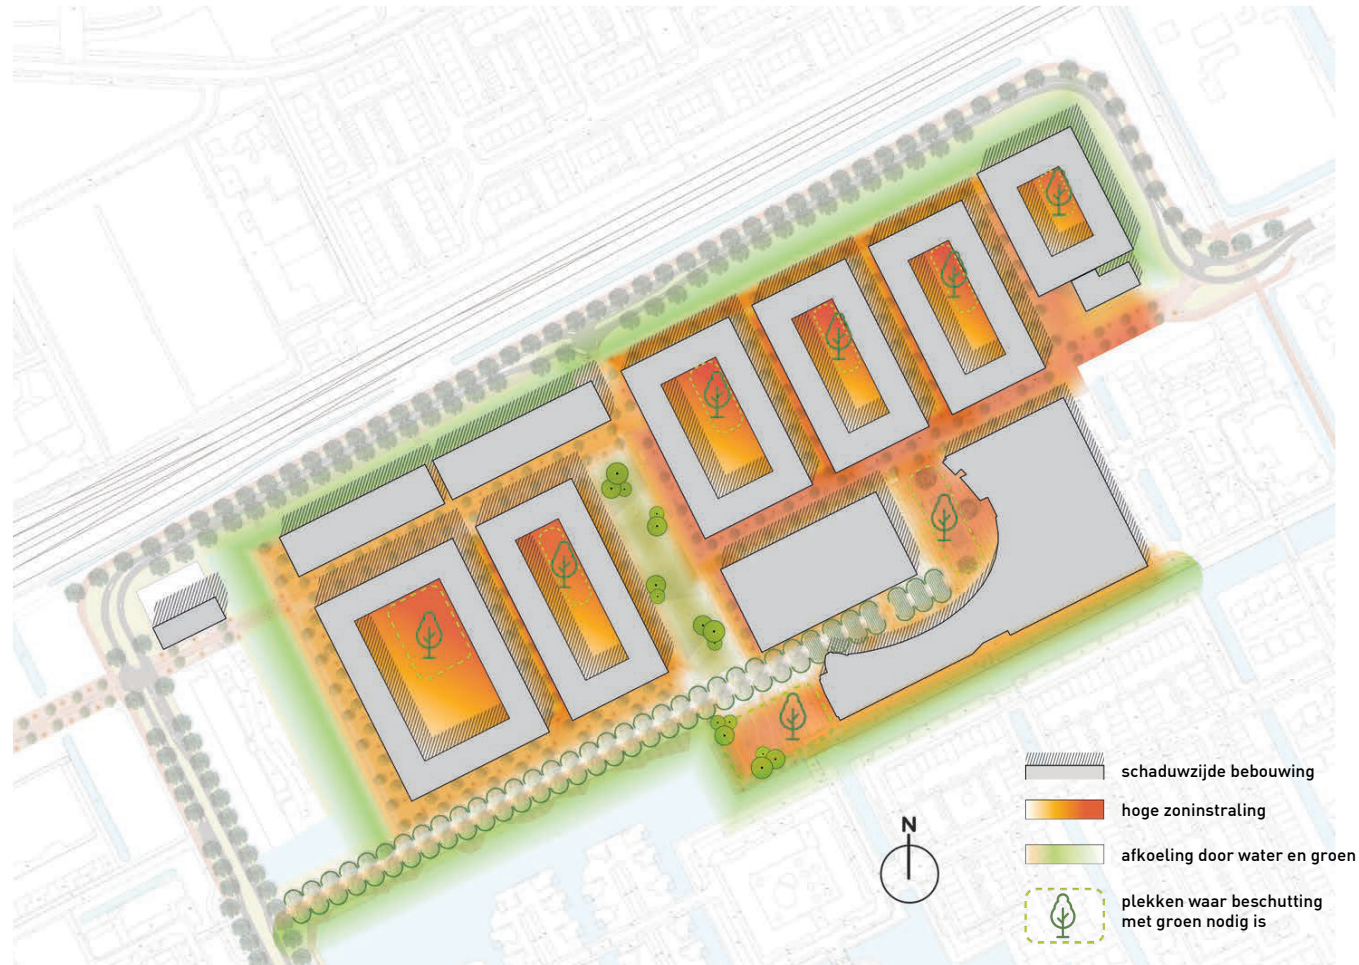 N
schaduwzijde bebouwing
hoge zoninstraling
afkoeling door water en groen
plekken waar beschutting
met groen nodig is